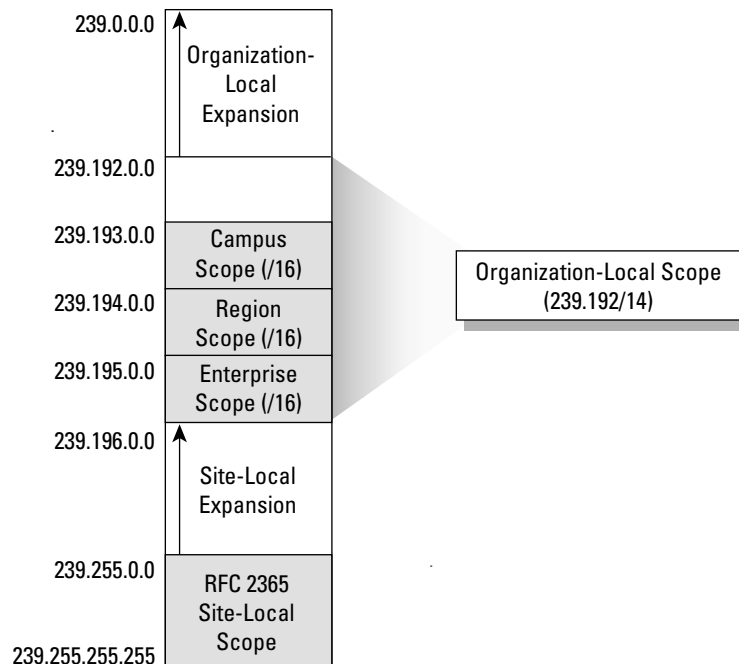 239.0.0.0
Organization-
Local
Expansion
239.192.0.0
239.193.0.0
Campus
Scope (/16)
239.194.0.0
Region
Scope (/16)
239.195.0.0
Enterprise
Scope (/16)
Organization-Local Scope
(239.192/14)
239.196.0.0
Site-Local
Expansion
239.255.0.0
RFC 2365
Site-Local
Scope
239.255.255.255